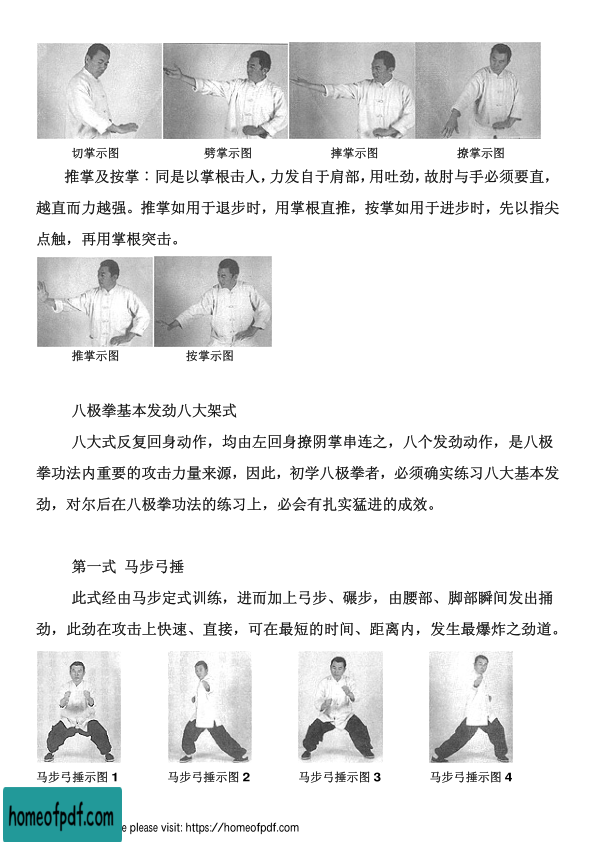 切掌示图 劈掌示图 摔掌示图 撩掌示图
推掌及按掌：同是以掌根击人，力发自于肩部，用吐劲，故肘与手必须要直，
越直而力越强。推掌如用于退步时，用掌根直推，按掌如用于进步时，先以指尖
点触，再用掌根突击。
推掌示图 按掌示图
八极拳基本发劲八大架式
八大式反复回身动作，均由左回身撩阴掌串连之，八个发劲动作，是八极
拳功法内重要的攻击力量来源，因此，初学八极拳者，必须确实练习八大基本发
劲，对尔后在八极拳功法的练习上，必会有扎实猛进的成效。
第一式 马步弓捶
此式经由马步定式训练，进而加上弓步、碾步，由腰部、脚部瞬间发出捅
劲，此劲在攻击上快速、直接，可在最短的时间、距离内，发生最爆炸之劲道。
马步弓捶示图 1 马步弓捶示图 2 马步弓捶示图 3 马步弓捶示图 4
homeofpdf.com
e please visit: https://homeofpdf.com